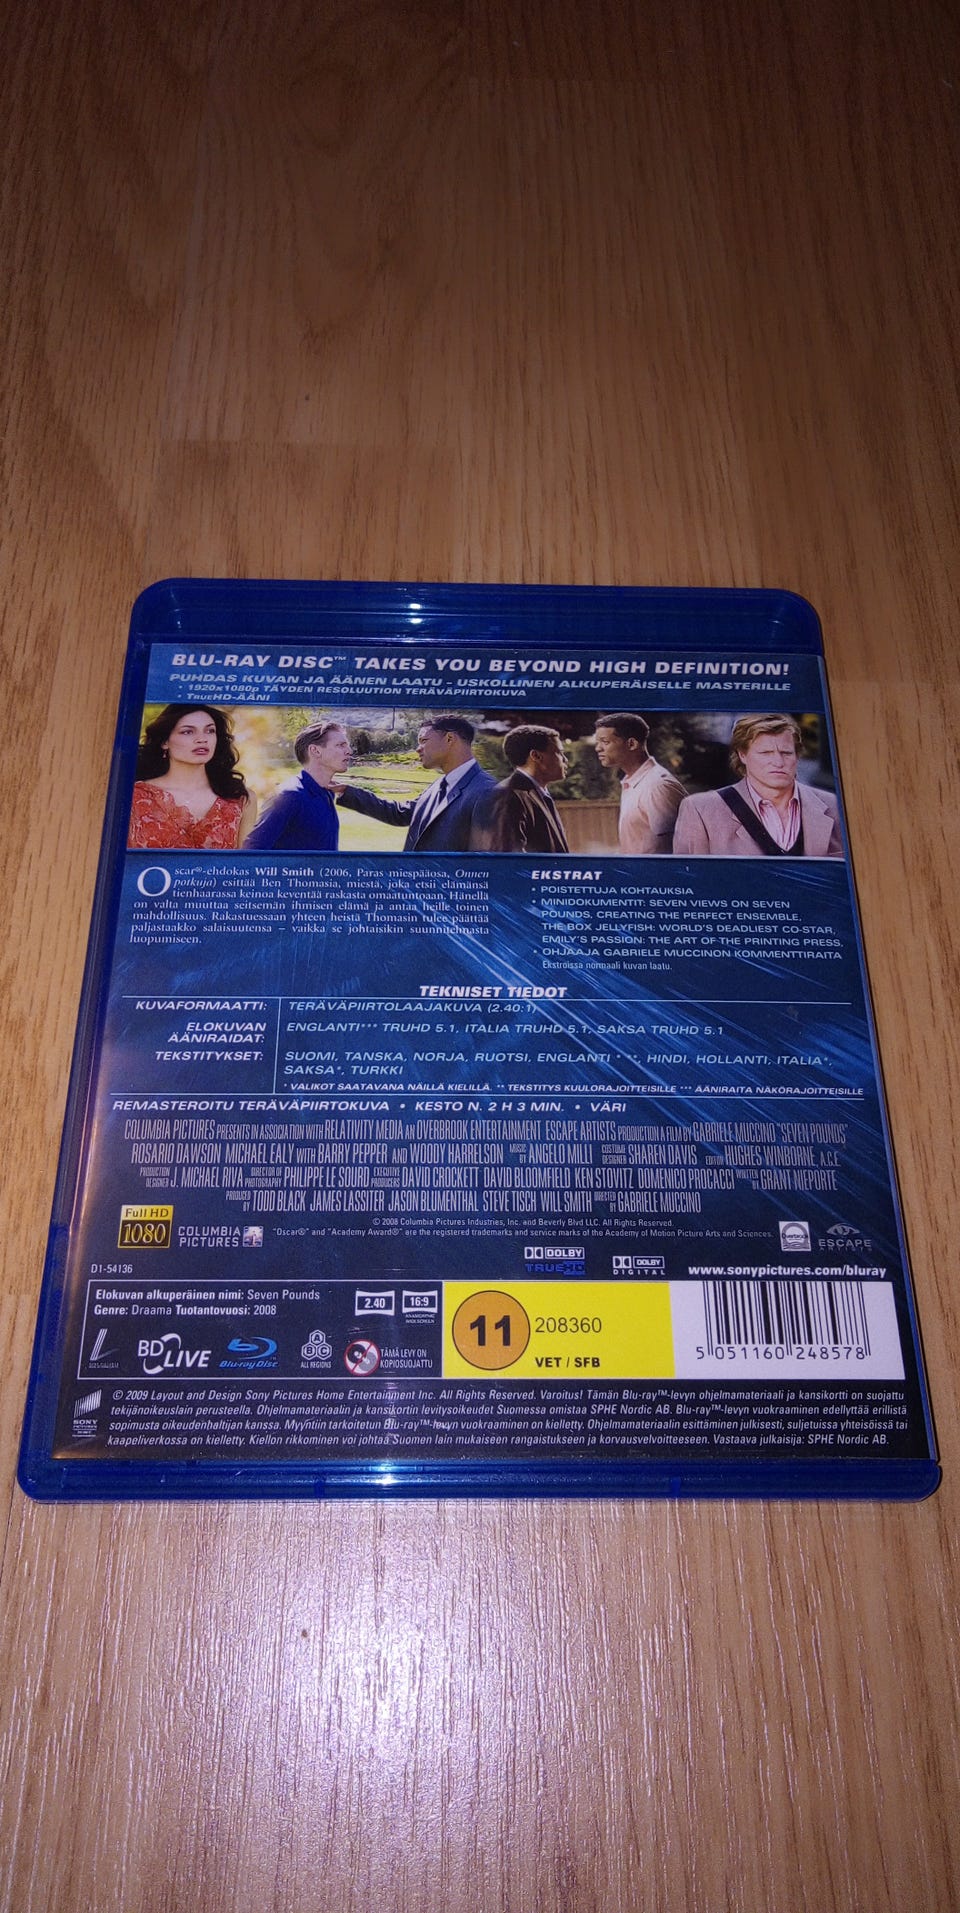 BLU-RAY DISC™ TAKES YOU BEYOND HIGH DEFINITION!
PUHDAS KUVAN JA ÄÄNEN LAATU - USKOLLINEN ALKUPERÄISELLE MASTERILLE
• 1920x1080p TÄYDEN RESOLUUTION TERÄVÄPIIRTOKUVA
• TRUEHD-ÄÄNI
Oscar®-ehdokas Will Smith (2006, Paras miespääosa, Onnen
potkuja) esittää Ben Thomasia, miestä, joka etsii elämänsä
tienhaarassa keinoa keventää raskasta omaatuntoaan. Hänellä
on valta muuttaa seitsemän ihmisen elämä ja antaa heille toinen
mahdollisuus. Rakastuessaan yhteen heistä Thomasin tulee päättää
paljastaako salaisuutensa – vaikka se johtaisikin suunnitelmasta
luopumiseen.
EKSTRAT
• POISTETTUJA KOHTAUKSIA
• MINIDOKUMENTIT: SEVEN VIEWS ON SEVEN
POUNDS, CREATING THE PERFECT ENSEMBLE,
THE BOX JELLYFISH: WORLD'S DEADLIEST CO-STAR,
EMILY'S PASSION: THE ART OF THE PRINTING PRESS,
• OHJAAJA GABRIELE MUCCINON KOMMENTTIRAITA
Ekstroissa normaali kuvan laatu.
TEKNISET TIEDOT
KUVAFORMAATTI: TERÄVÄPIIRTOLAAJAKUVA (2.40:1)
ELOKUVAN ÄÄNIRAIDAT: ENGLANTI*** TRUHD 5.1, ITALIA TRUHD 5.1, SAKSA TRUHD 5.1
TEKSTITYKSET: SUOMI, TANSKA, NORJA, RUOTSI, ENGLANTI * **, HINDI, HOLLANTI, ITALIA*,
SAKSA*, TURKKI
* VALIKOT SAATAVANA NÄILLÄ KIELILLÄ. ** TEKSTITYS KUULORAJOITTEISILLE *** ÄÄNIRAITA NÄKÖRAJOITTEISILLE
REMASTEROITU TERÄVÄPIIRTOKUVA • KESTO N. 2 H 3 MIN. • VÄRI
COLUMBIA PICTURES PRESENTS IN ASSOCIATION WITH RELATIVITY MEDIA AN OVERBROOK ENTERTAINMENT ESCAPE ARTISTS PRODUCTION A FILM BY GABRIELE MUCCINO "SEVEN POUNDS"
ROSARIO DAWSON MICHAEL EALY WITH BARRY PEPPER AND WOODY HARRELSON MUSIC BY ANGELO MILLI COSTUME DESIGNER SHAREN DAVIS EDITOR HUGHES WINBORNE, A.C.E.
PRODUCTION DESIGNER J. MICHAEL RIVA DIRECTOR OF PHOTOGRAPHY PHILIPPE LE SOURD EXECUTIVE PRODUCERS DAVID CROCKETT DAVID BLOOMFIELD KEN STOVITZ DOMENICO PROCACCI WRITTEN BY GRANT NIEPORTE
PRODUCED BY TODD BLACK JAMES LASSITER JASON BLUMENTHAL STEVE TISCH WILL SMITH DIRECTED BY GABRIELE MUCCINO
Full HD
1080
COLUMBIA
PICTURES
© 2008 Columbia Pictures Industries, Inc. and Beverly Blvd LLC. All Rights Reserved.
"Oscar®" and "Academy Award®" are the registered trademarks and service marks of the Academy of Motion Picture Arts and Sciences.
Overbrook
ESCAPE
ARTISTS
DOLBY
TRUEHD
DOLBY
DIGITAL
www.sonypictures.com/bluray
D1-54136
Elokuvan alkuperäinen nimi: Seven Pounds
Genre: Draama Tuotantovuosi: 2008
2.40
16:9
ANAMORPHIC
WIDESCREEN
BD LIVE
Blu-ray Disc
ABC
ALL REGIONS
TÄMÄ LEVY ON
KOPIOSUOJATTU
11
208360
VET / SFB
5 051160 248578
SONY
PICTURES
© 2009 Layout and Design Sony Pictures Home Entertainment Inc. All Rights Reserved. Varoitus! Tämän Blu-ray™-levyn ohjelmamateriaali ja kansikortti on suojattu
tekijänoikeuslain perusteella. Ohjelmamateriaalin ja kansikortin levitysoikeudet Suomessa omistaa SPHE Nordic AB. Blu-ray™-levyn vuokraaminen edellyttää erillistä
sopimusta oikeudenhaltijan kanssa. Myyntiin tarkoitetun Blu-ray™-levyn vuokraaminen on kielletty. Ohjelmamateriaalin esittäminen julkisesti, suljetuissa yhteisöissä tai
kaapeliverkossa on kielletty. Kiellon rikkominen voi johtaa Suomen lain mukaiseen rangaistukseen ja korvausvelvoitteeseen. Vastaava julkaisija: SPHE Nordic AB.